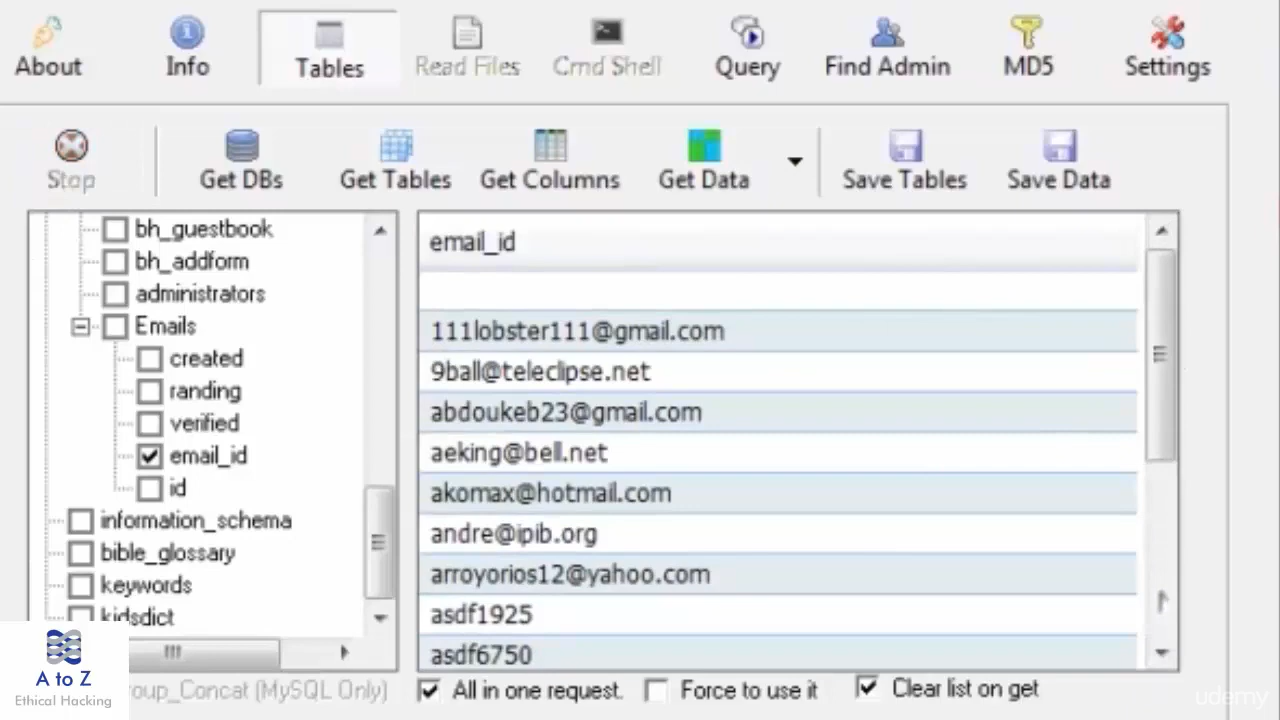 About Info Tables Read Files Cmd Shell Query Find Admin MD5 Settings
Stop Get DBs Get Tables Get Columns Get Data Save Tables Save Data
bh_guestbook
bh_addform
administrators
Emails
created
randing
verified
email_id
id
information_schema
bible_glossary
keywords
kidsdict
email_id
111lobster111@gmail.com
9ball@teleclipse.net
abdoukeb23@gmail.com
aeking@bell.net
akomax@hotmail.com
andre@ipib.org
arroyorios12@yahoo.com
asdf1925
asdf6750
roup_Concat (MySQL Only) All in one request. Force to use it Clear list on get
A to Z
Ethical Hacking
udemy